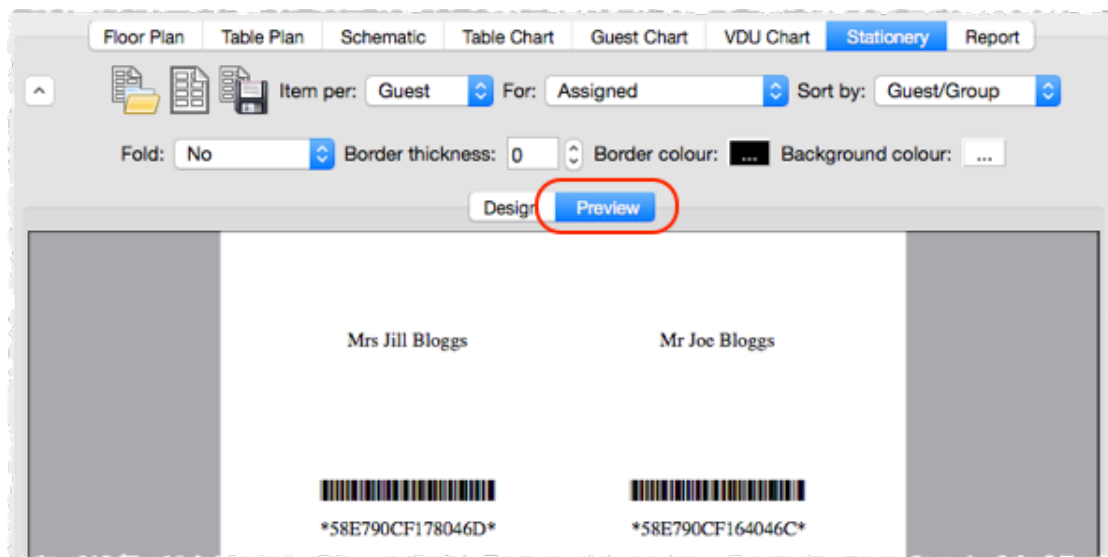 Floor Plan Table Plan Schematic Table Chart Guest Chart VDU Chart Stationery Report
Item per: Guest For: Assigned Sort by: Guest/Group
Fold: No Border thickness: 0 Border colour: ... Background colour: ...
Design Preview
Mrs Jill Bloggs Mr Joe Bloggs
*58E790CF178046D* *58E790CF164046C*